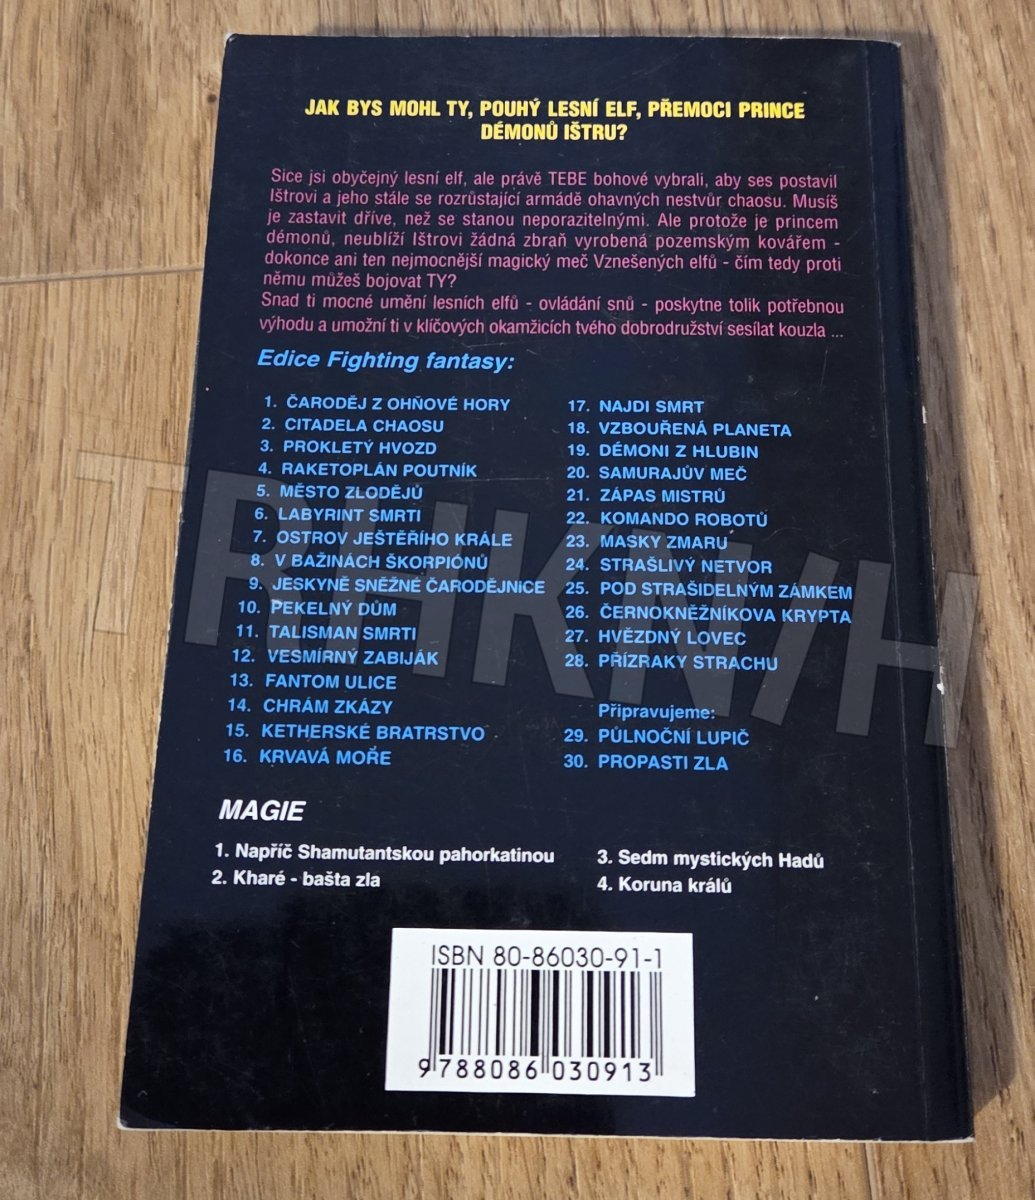 JAK BYS MOHL TY, POUHÝ LESNÍ ELF, PŘEMOCI PRINCE
DÉMONŮ IŠTRU?
Sice jsi obyčejný lesní elf, ale právě TEBE bohové vybrali, aby ses postavil
Ištrovi a jeho stále se rozrůstající armádě ohavných nestvůr chaosu. Musíš
je zastavit dříve, než se stanou neporazitelnými. Ale protože je princem
démonů, neublíží Ištrovi žádná zbraň vyrobená pozemským kovářem -
dokonce ani ten nejmocnější magický meč Vznešených elfů - čím tedy proti
němu můžeš bojovat TY?
Snad ti mocné umění lesních elfů - ovládání snů - poskytne tolik potřebnou
výhodu a umožní ti v klíčových okamžicích tvého dobrodružství sesílat kouzla ...
Edice Fighting fantasy:
1. ČARODĚJ Z OHŇOVÉ HORY
2. CITADELA CHAOSU
3. PROKLETÝ HVOZD
4. RAKETOPLÁN POUTNÍK
5. MĚSTO ZLODĚJŮ
6. LABYRINT SMRTI
7. OSTROV JEŠTĚŘÍHO KRÁLE
8. V BAŽINÁCH ŠKORPIÓNŮ
9. JESKYNĚ SNĚŽNÉ ČARODĚJNICE
10. PEKELNÝ DŮM
11. TALISMAN SMRTI
12. VESMÍRNÝ ZABIJÁK
13. FANTOM ULICE
14. CHRÁM ZKÁZY
15. KETHERSKÉ BRATRSTVO
16. KRVAVÁ MOŘE
17. NAJDI SMRT
18. VZBOUŘENÁ PLANETA
19. DÉMONI Z HLUBIN
20. SAMURAJŮV MEČ
21. ZÁPAS MISTRŮ
22. KOMANDO ROBOTŮ
23. MASKY ZMARU
24. STRAŠLIVÝ NETVOR
25. POD STRAŠIDELNÝM ZÁMKEM
26. ČERNOKNĚŽNÍKOVA KRYPTA
27. HVĚZDNÝ LOVEC
28. PŘÍZRAKY STRACHU
Připravujeme:
29. PŮLNOČNÍ LUPIČ
30. PROPASTI ZLA
MAGIE
1. Napříč Shamutantskou pahorkatinou
2. Kharé - bašta zla
3. Sedm mystických Hadů
4. Koruna králů
ISBN 80-86030-91-1
9 788086 030913
TRHKNIH